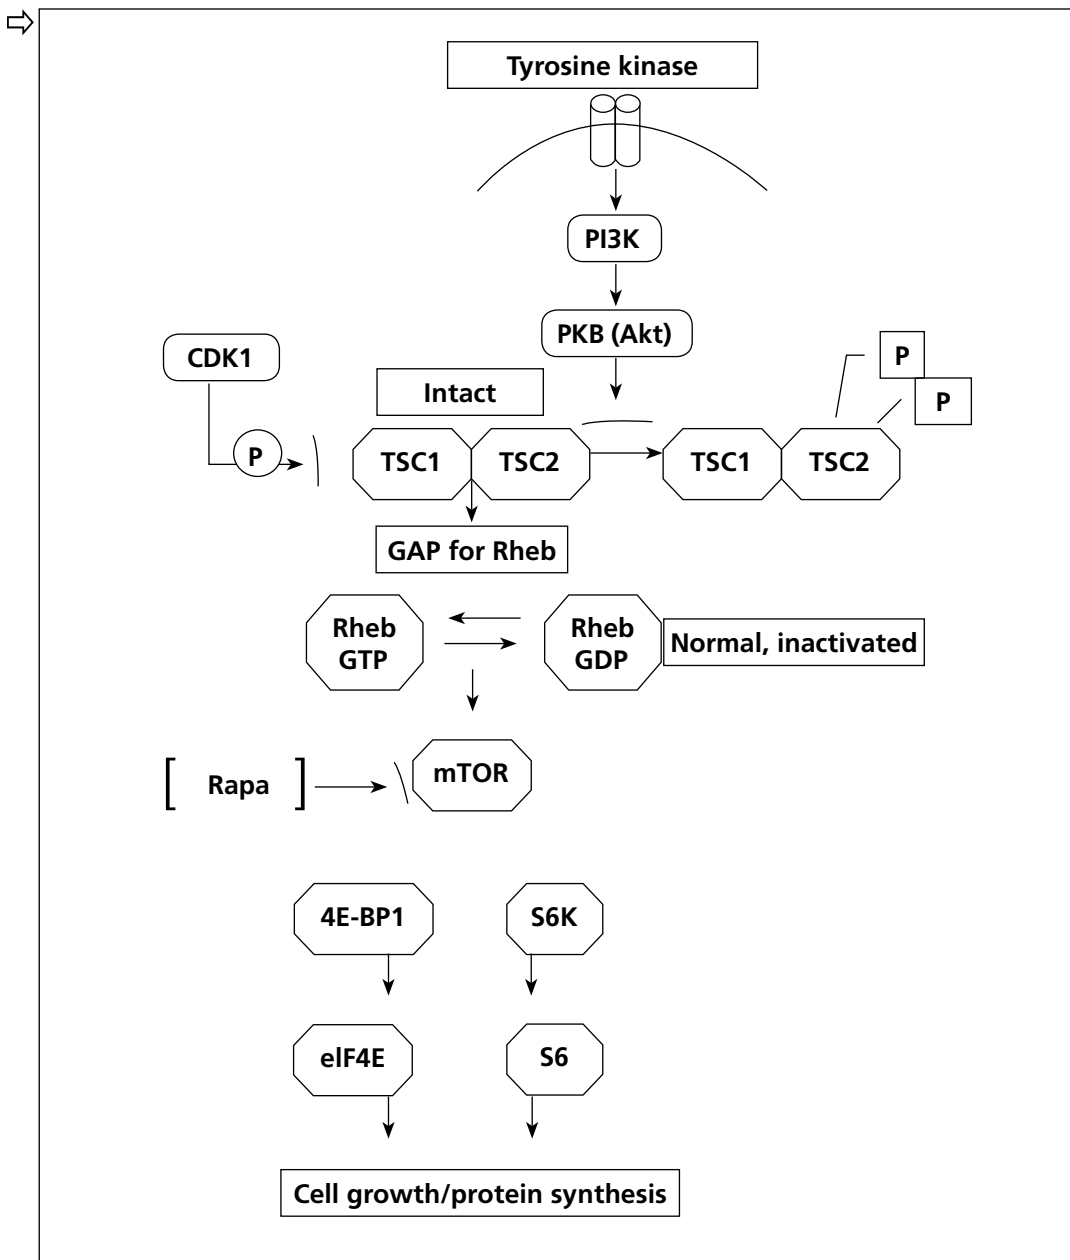 Tyrosine kinase
PI3K
PKB (Akt)
CDK1
P
P
Intact
P
TSC1
TSC2
TSC1
TSC2
GAP for Rheb
Rheb
GTP
Rheb
GDP
Normal, inactivated
[ Rapa ]
mTOR
4E-BP1
S6K
elF4E
S6
Cell growth/protein synthesis